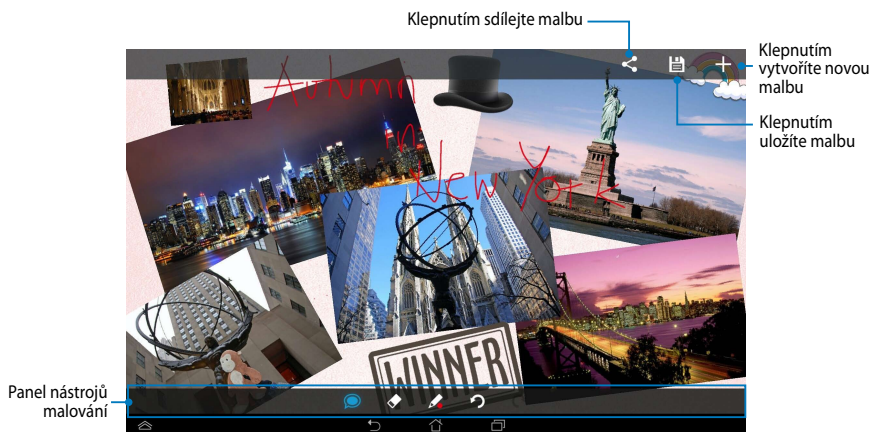 Klepnutím sdílejte malbu
Klepnutím
vytvoříte novou
malbu
Klepnutím
uložíte malbu
Autumn
in
New York
WINNER
Panel nástrojů
malování